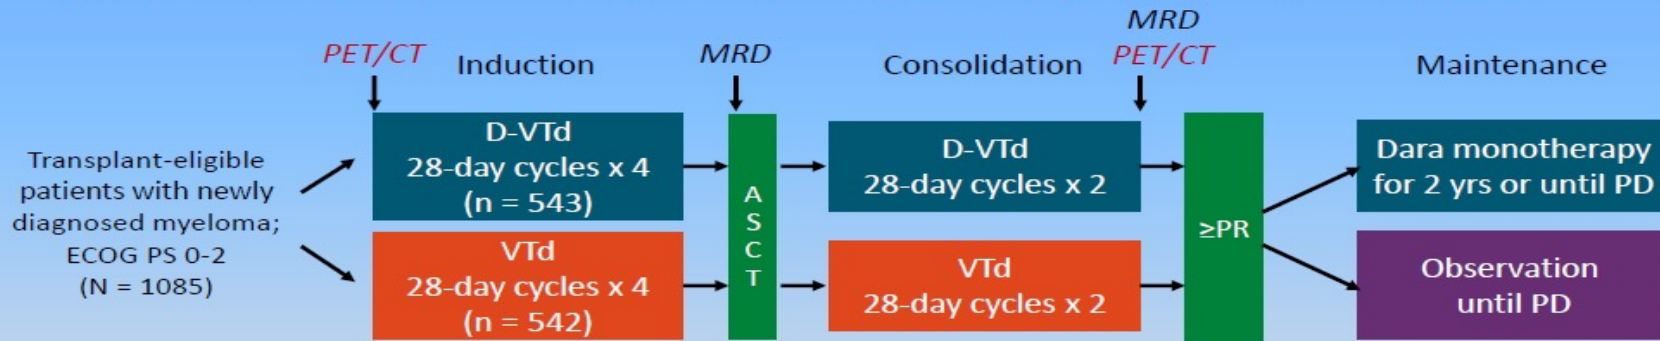 MRD
PET/CT
Induction
MRD
Consolidation
PET/CT
Maintenance
Transplant-eligible
patients with newly
diagnosed myeloma;
ECOG PS 0-2
(N = 1085)
D-VTd
28-day cycles x 4
(n = 543)
VTd
28-day cycles x 4
(n = 542)
A
S
C
T
D-VTd
28-day cycles x 2
VTd
28-day cycles x 2
≥PR
Dara monotherapy
for 2 yrs or until PD
Observation
until PD